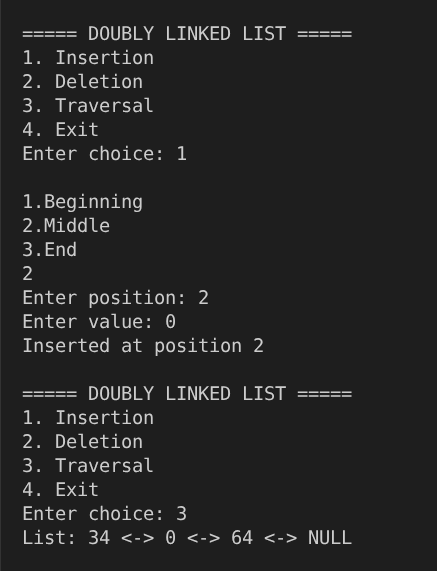 ===== DOUBLY LINKED LIST =====
1. Insertion
2. Deletion
3. Traversal
4. Exit
Enter choice: 1
1.Beginning
2.Middle
3.End
2
Enter position: 2
Enter value: 0
Inserted at position 2
===== DOUBLY LINKED LIST =====
1. Insertion
2. Deletion
3. Traversal
4. Exit
Enter choice: 3
List: 34 <-> 0 <-> 64 <-> NULL